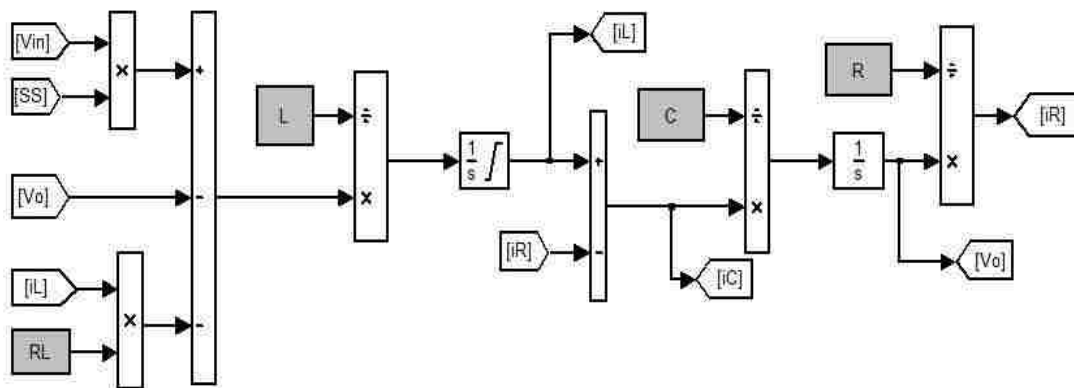 [Vin]
[SS]
×
+
[Vo]
-
[iL]
RL
×
-
L
÷
×
1
s
[iL]
+
[iR]
-
[iC]
C
÷
×
1
s
R
÷
×
[iR]
[Vo]